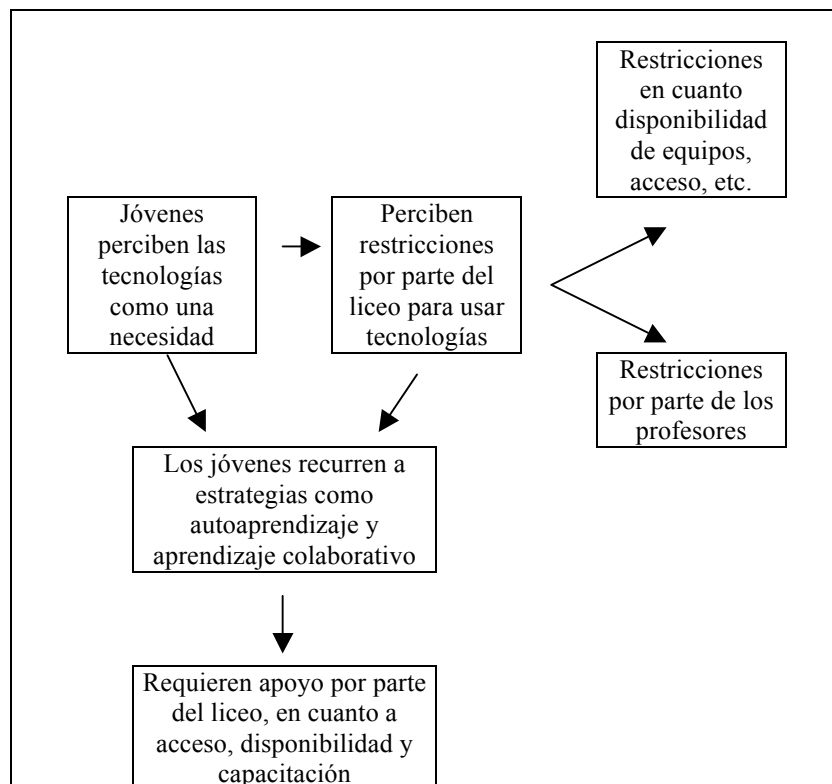 Restricciones
en cuanto
disponibilidad
de equipos,
acceso, etc.
Jóvenes
perciben las
tecnologías
como una
necesidad
Perciben
restricciones
por parte del
liceo para usar
tecnologías
Restricciones
por parte de los
profesores
Los jóvenes recurren a
estrategias como
autoaprendizaje y
aprendizaje colaborativo
Requieren apoyo por parte
del liceo, en cuanto a
acceso, disponibilidad y
capacitación